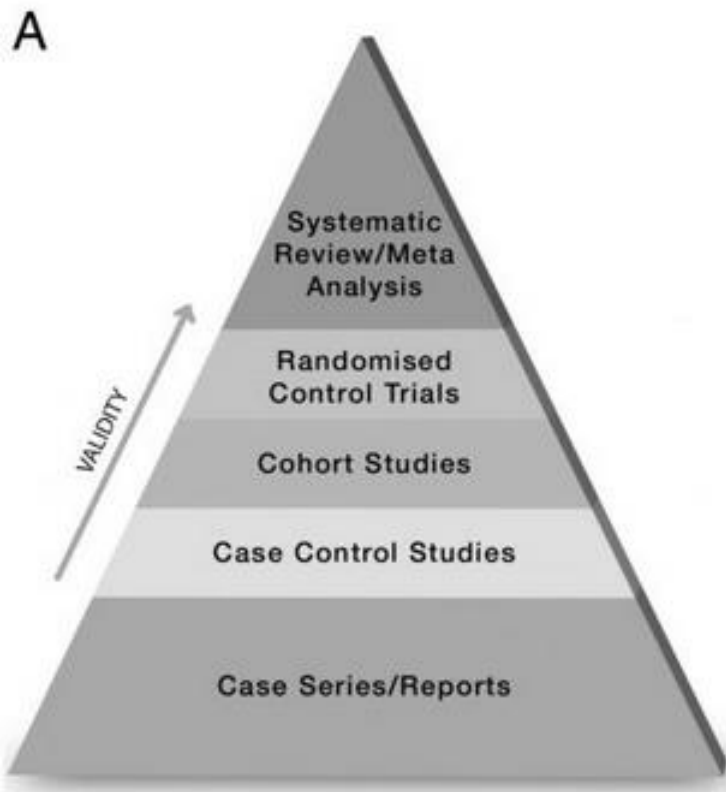 A
Systematic
Review/Meta
Analysis
Randomised
Control Trials
VALIDITY
Cohort Studies
Case Control Studies
Case Series/Reports